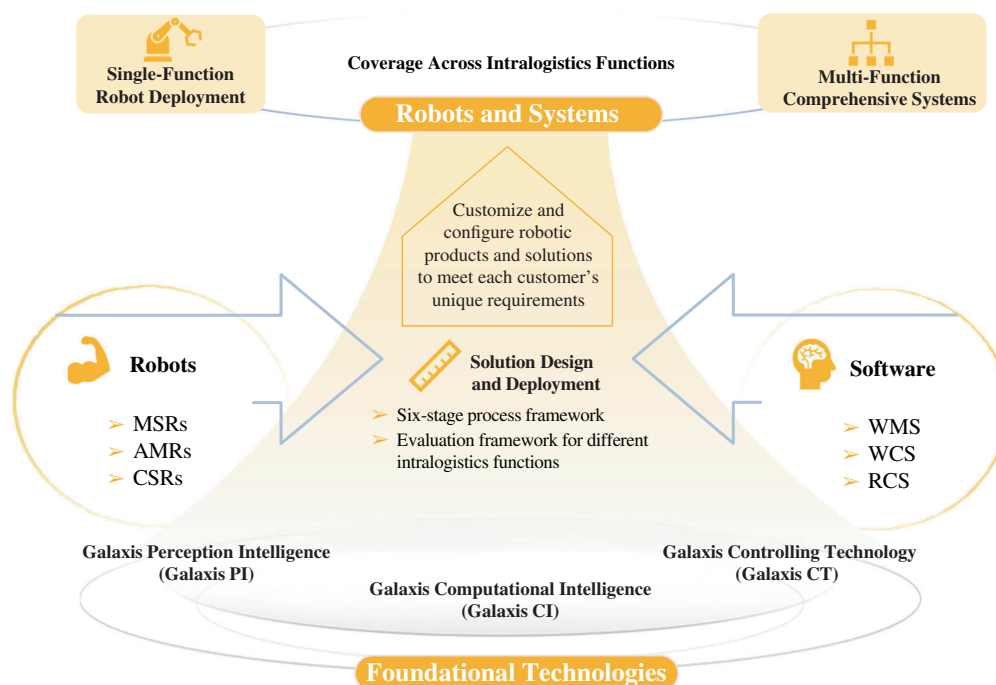 Single-Function
Robot Deployment
Coverage Across Intralogistics Functions
Multi-Function
Comprehensive Systems
Robots and Systems
Customize and
configure robotic
products and solutions
to meet each customer’s
unique requirements
Robots
➢ MSRs
➢ AMRs
➢ CSRs
Solution Design
and Deployment
➢ Six-stage process framework
➢ Evaluation framework for different
intralogistics functions
Software
➢ WMS
➢ WCS
➢ RCS
Galaxis Perception Intelligence
(Galaxis PI)
Galaxis Computational Intelligence
(Galaxis CI)
Galaxis Controlling Technology
(Galaxis CT)
Foundational Technologies